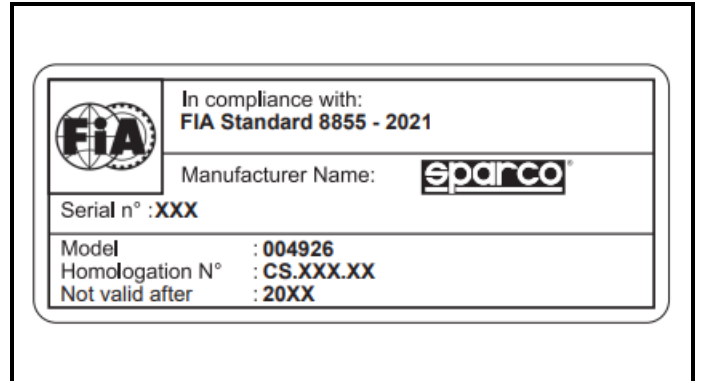 FiA
In compliance with:
FIA Standard 8855 - 2021
Manufacturer Name: sparco
Serial n° :XXX
Model : 004926
Homologation N° : CS.XXX.XX
Not valid after : 20XX